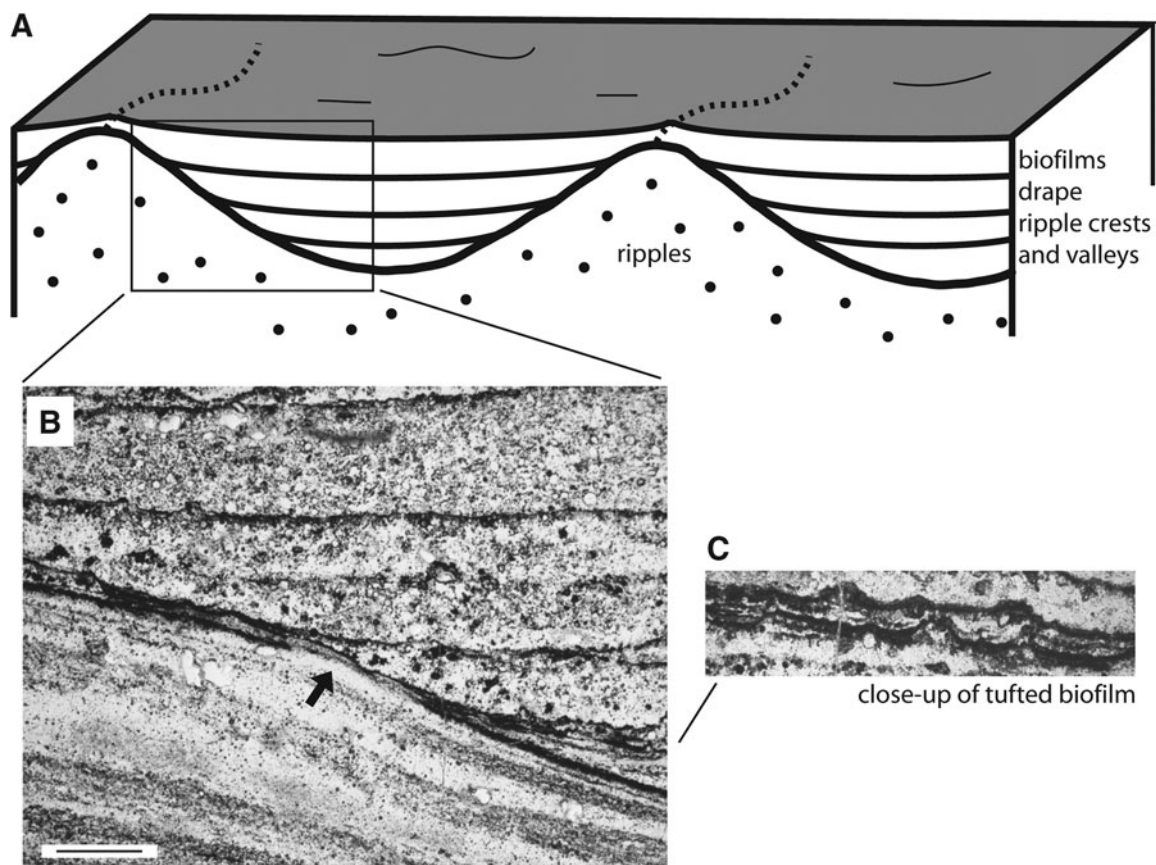 A
biofilms
drape
ripple crests
and valleys
ripples
B
C
close-up of tufted biofilm